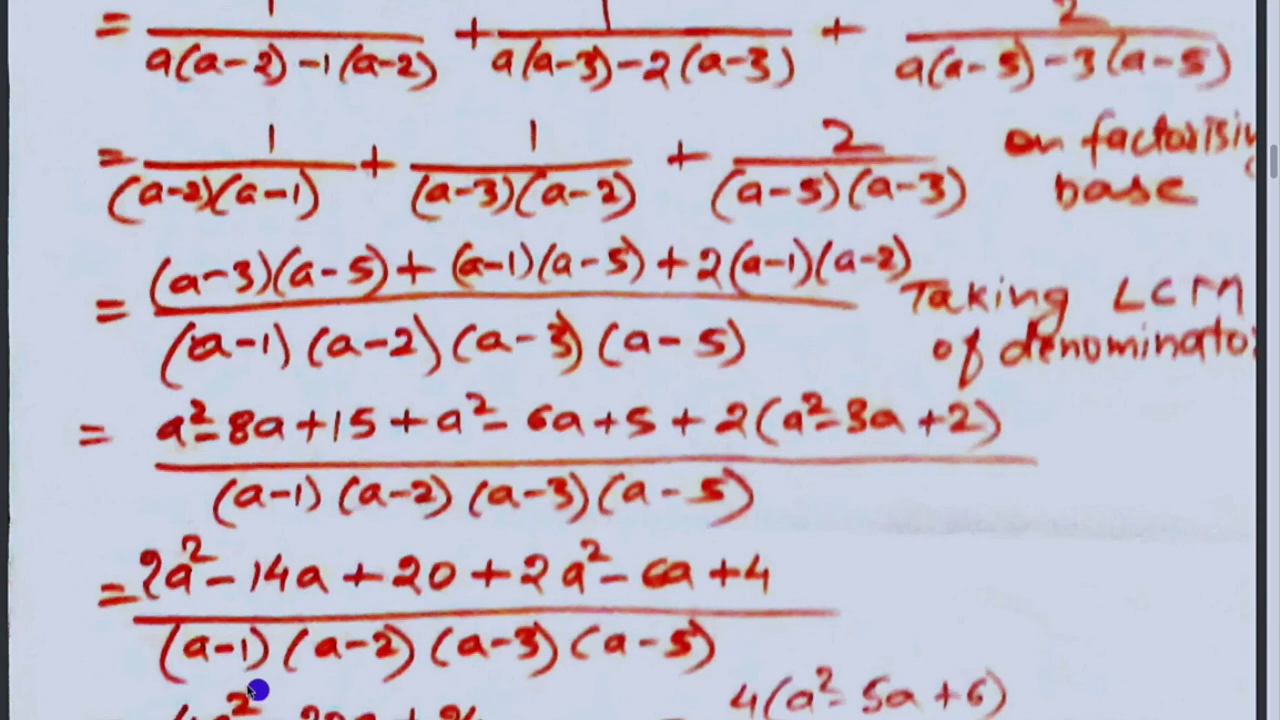 = 1/(a(a-2)-1(a-2)) + 1/(a(a-3)-2(a-3)) + 2/(a(a-5)-3(a-5))
= 1/((a-2)(a-1)) + 1/((a-3)(a-2)) + 2/((a-5)(a-3)) on
base
= ((a-3)(a-5)+(a-1)(a-5)+2(a-1)(a-2))/((a-1)(a-2)(a-3)(a-5)) Taking LCM
of
= (a²-8a+15+a²-6a+5+2(a²-3a+2))/((a-1)(a-2)(a-3)(a-5))
= (2a²-14a+20+2a²-6a+4)/((a-1)(a-2)(a-3)(a-5))
4(a²-5a+6)